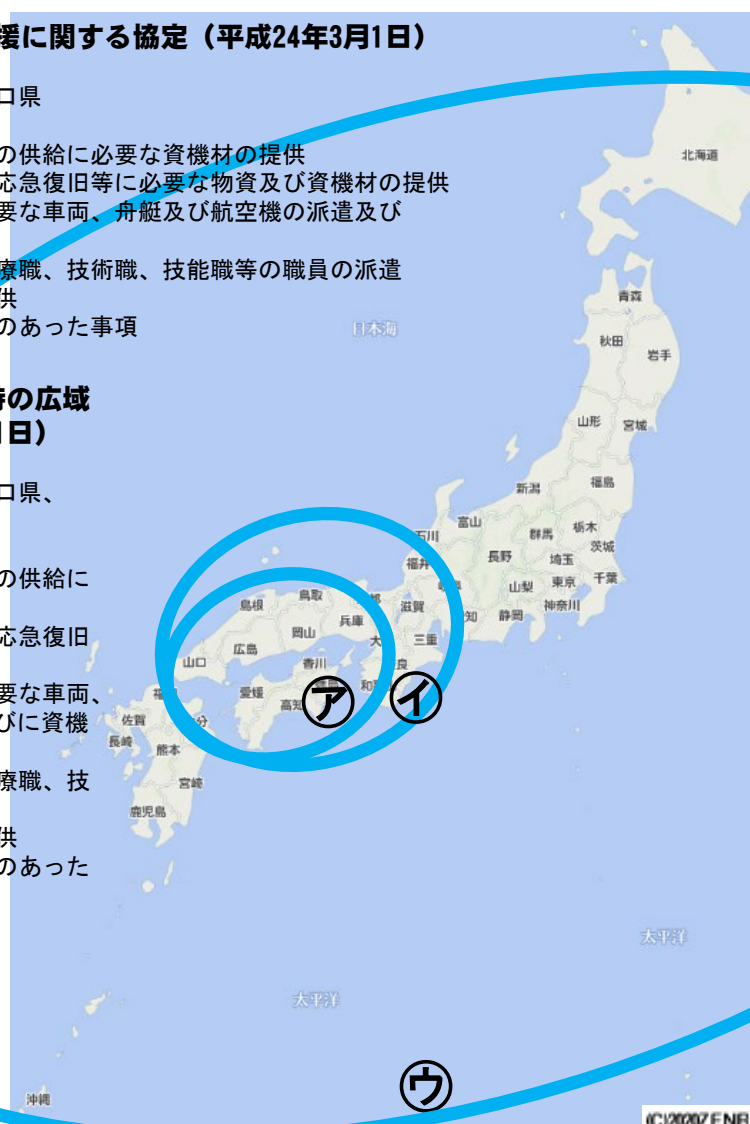 援に関する協定（平成24年3月1日）
口県
の供給に必要な資機材の提供
応急復旧等に必要な物資及び資機材の提供
要な車両、舟艇及び航空機の派遣及び
療職、技術職、技能職等の職員の派遣
供
のあった事項
時の広域
日）
口県、
の供給に
応急復旧
要な車両、
びに資機
療職、技
供
のあった
北海道
青森
日本海
秋田
岩手
山形
宮城
新潟
福島
富山
石川
群馬
栃木
茨城
福井
長野
埼玉
山梨
東京
千葉
滋賀
静岡
神奈川
知
島根
鳥取
兵庫
岡山
三重
広島
大
山口
香川
良
愛媛
高知
ア
イ
佐賀
分
長崎
熊本
宮崎
鹿児島
太平洋
太平洋
沖縄
ウ